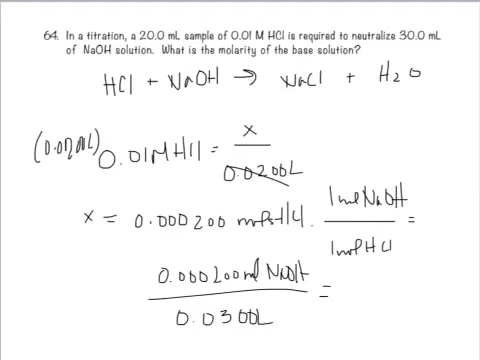 64. In a titration, a 20.0 mL sample of 0.01 M HCl is required to neutralize 30.0 mL
of NaOH solution. What is the molarity of the base solution?
HCl + NaOH → NaCl + H2O
(0.0200L) 0.01M HCl = x / 0.0200L
x = 0.000200 moles HCl · 1 mol NaOH / 1 mol HCl =
0.000200 mol NaOH / 0.0300L =